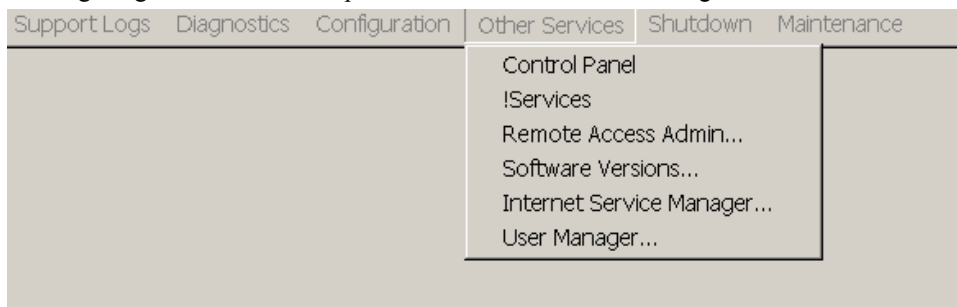 Support Logs Diagnostics Configuration Other Services Shutdown Maintenance
Control Panel
!Services
Remote Access Admin...
Software Versions...
Internet Service Manager...
User Manager...